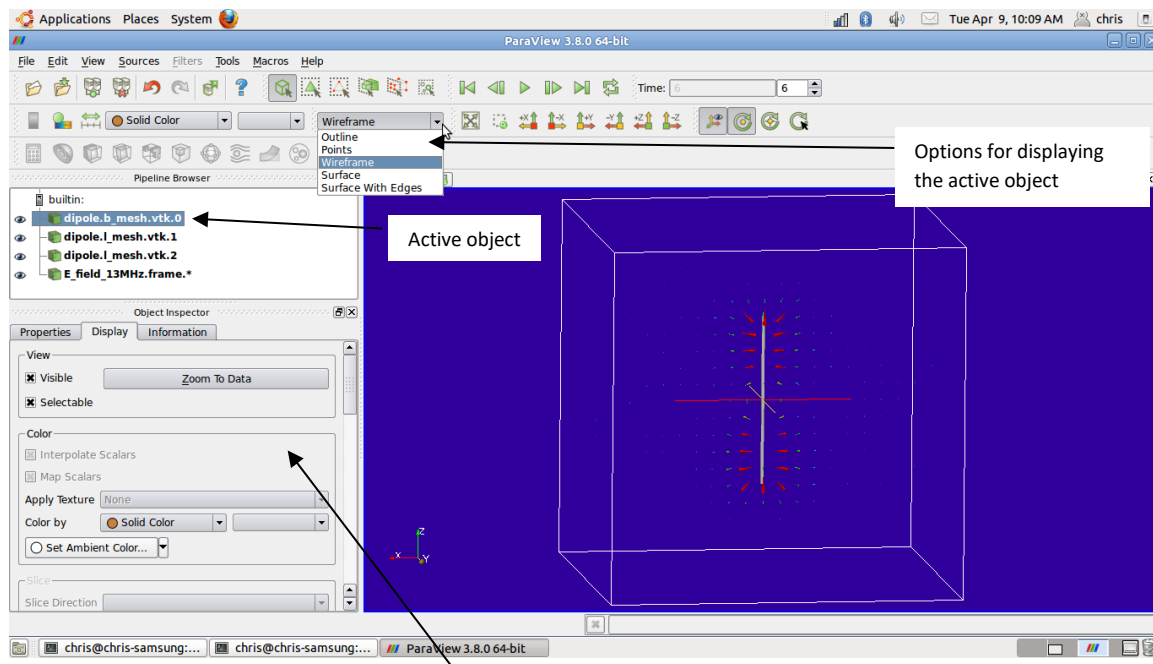 Applications Places System
Tue Apr 9, 10:09 AM chris
ParaView 3.8.0 64-bit
File Edit View Sources Filters Tools Macros Help
Time: 6 6
Solid Color Wireframe
+X -X +Y -Y +Z -Z
Outline
Points
Wireframe
Surface
Surface With Edges
Options for displaying
the active object
Pipeline Browser
builtin:
dipole.b_mesh.vtk.0
dipole.l_mesh.vtk.1
dipole.l_mesh.vtk.2
E_field_13MHz.frame.*
Active object
Object Inspector
Properties Display Information
View
Visible Zoom To Data
Selectable
Color
Interpolate Scalars
Map Scalars
Apply Texture None
Color by Solid Color
Set Ambient Color...
Slice
Slice Direction
Z
X Y
chris@chris-samsung:... chris@chris-samsung:... ParaView 3.8.0 64-bit